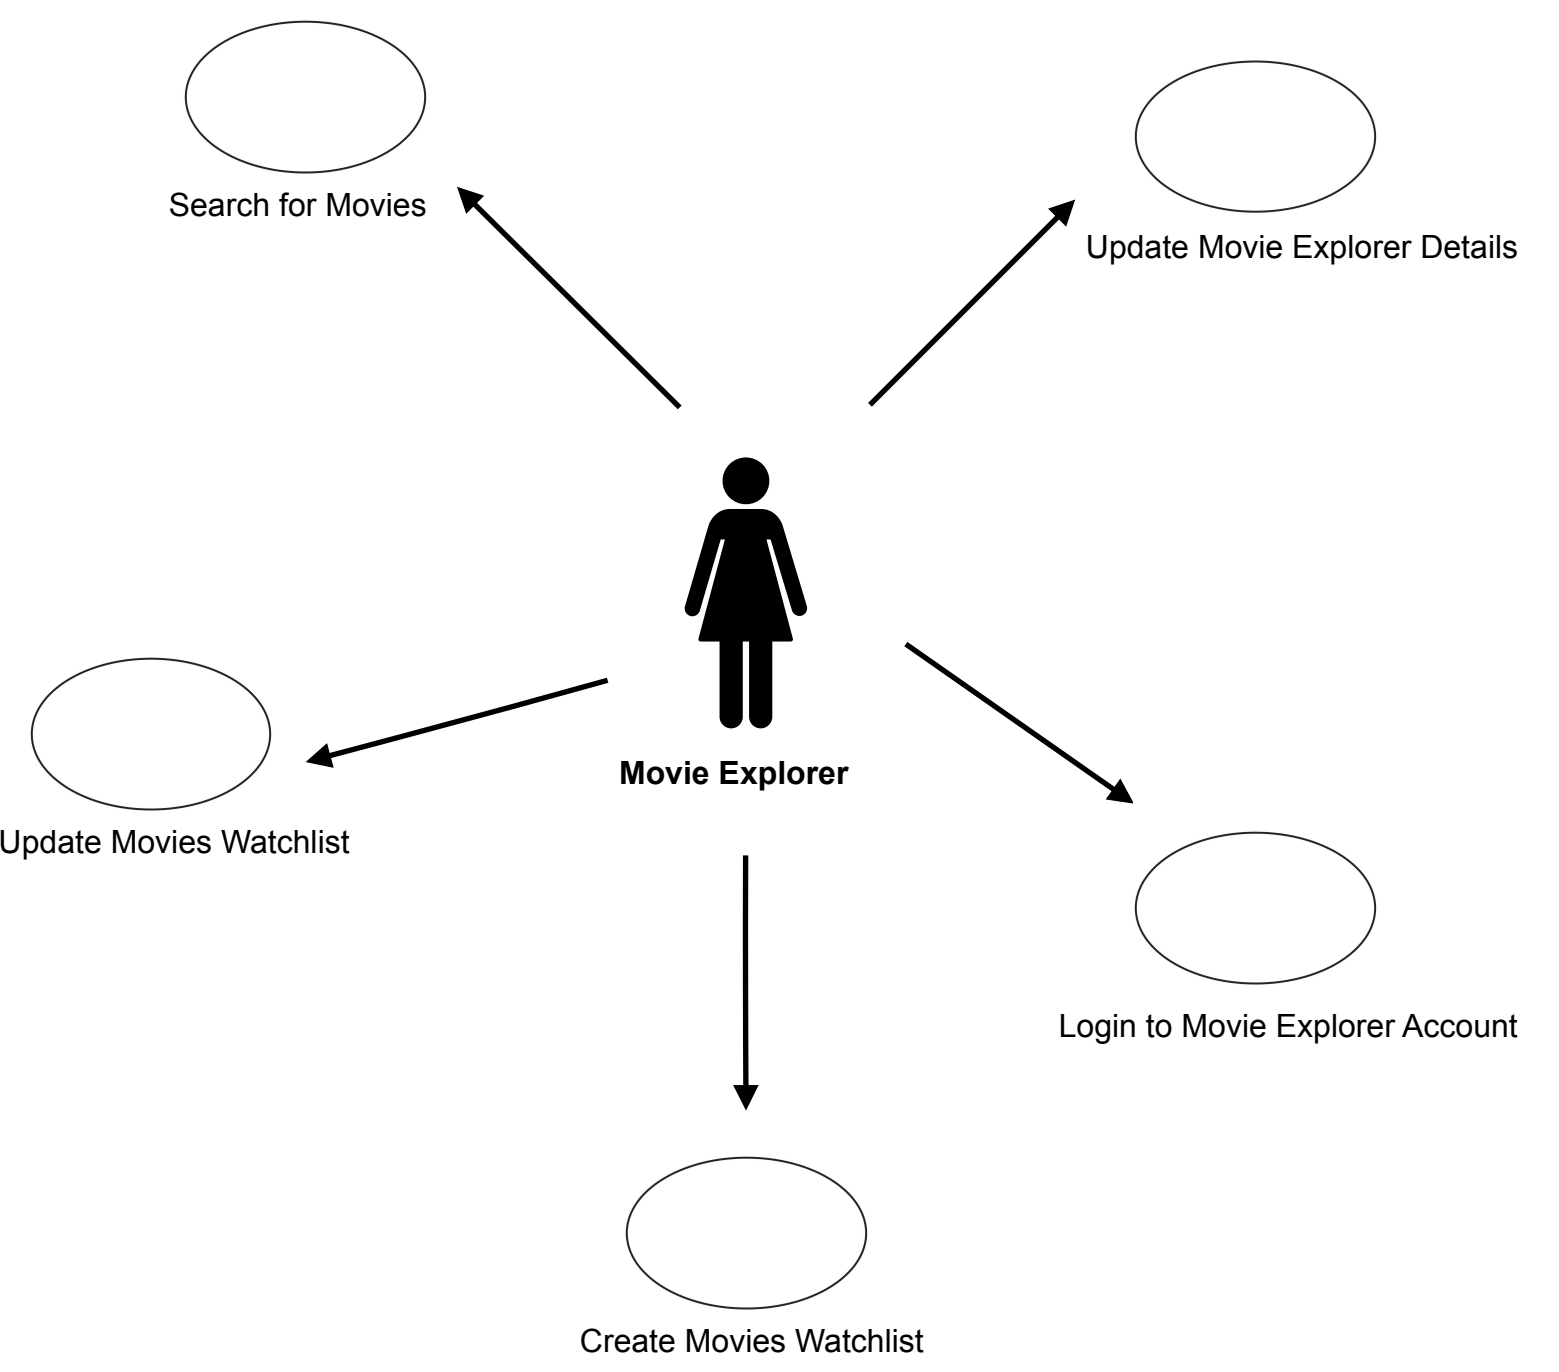 Search for Movies
Update Movie Explorer Details
Movie Explorer
Update Movies Watchlist
Login to Movie Explorer Account
Create Movies Watchlist